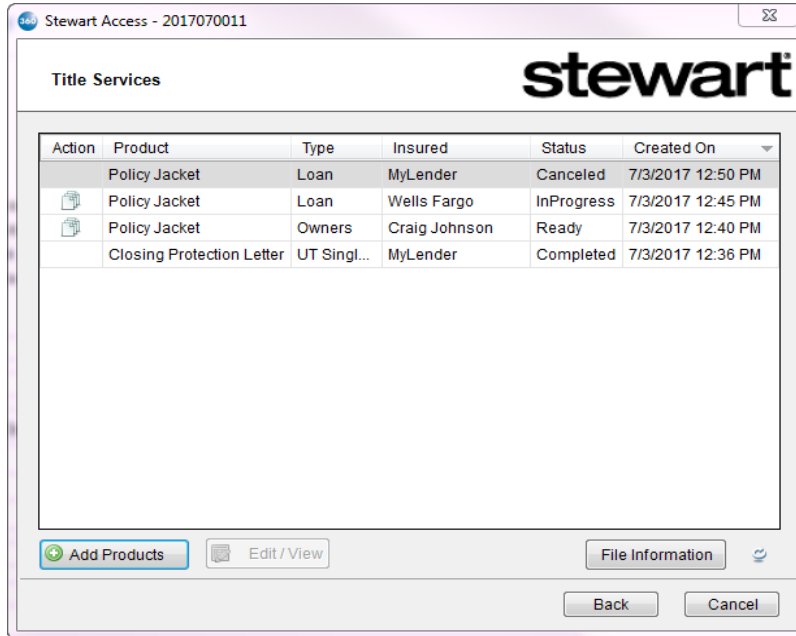 360 Stewart Access - 2017070011
Title Services
stewart
Action Product Type Insured Status Created On
Policy Jacket Loan MyLender Canceled 7/3/2017 12:50 PM
Policy Jacket Loan Wells Fargo InProgress 7/3/2017 12:45 PM
Policy Jacket Owners Craig Johnson Ready 7/3/2017 12:40 PM
Closing Protection Letter UT Singl... MyLender Completed 7/3/2017 12:36 PM
Add Products Edit / View File Information
Back Cancel